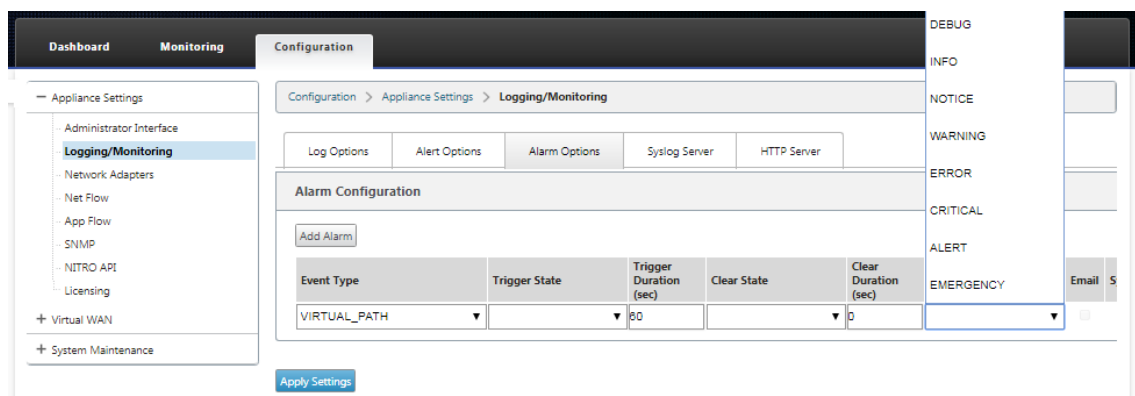 Dashboard
Monitoring
Configuration
Appliance Settings
Administrator Interface
Logging/Monitoring
Network Adapters
Net Flow
App Flow
SNMP
NITRO API
Licensing
+ Virtual WAN
+ System Maintenance
Configuration > Appliance Settings > Logging/Monitoring
Log Options
Alert Options
Alarm Options
Syslog Server
HTTP Server
Alarm Configuration
Add Alarm
Event Type
Trigger State
Trigger
Duration
(sec)
Clear State
Clear
Duration
(sec)
Email
VIRTUAL_PATH
60
0
DEBUG
INFO
NOTICE
WARNING
ERROR
CRITICAL
ALERT
EMERGENCY
Apply Settings